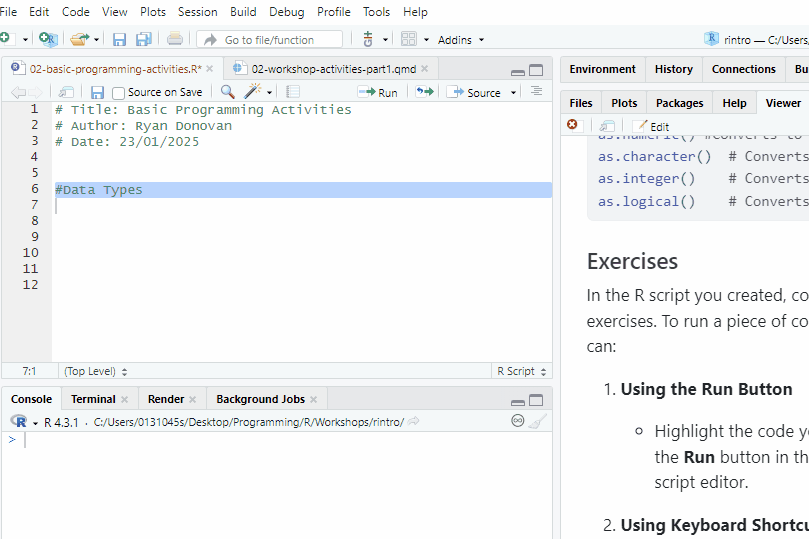 File Edit Code View Plots Session Build Debug Profile Tools Help
Go to file/function Addins rintro — C:/Users,
02-basic-programming-activities.R* 02-workshop-activities-part1.qmd
Source on Save Run Source
1 # Title: Basic Programming Activities
2 # Author: Ryan Donovan
3 # Date: 23/01/2025
4
5
6 #Data Types
7
8
9
10
11
12
7:1 (Top Level) R Script
Console Terminal Render Background Jobs
R 4.3.1 · C:/Users/0131045s/Desktop/Programming/R/Workshops/rintro/
>
Environment History Connections Bu
Files Plots Packages Help Viewer
Edit
as.numeric() #Converts to
as.character() # Converts
as.integer() # Converts
as.logical() # Converts
Exercises
In the R script you created, co
exercises. To run a piece of co
can:
1. Using the Run Button
Highlight the code yo
the Run button in th
script editor.
2. Using Keyboard Shortcu